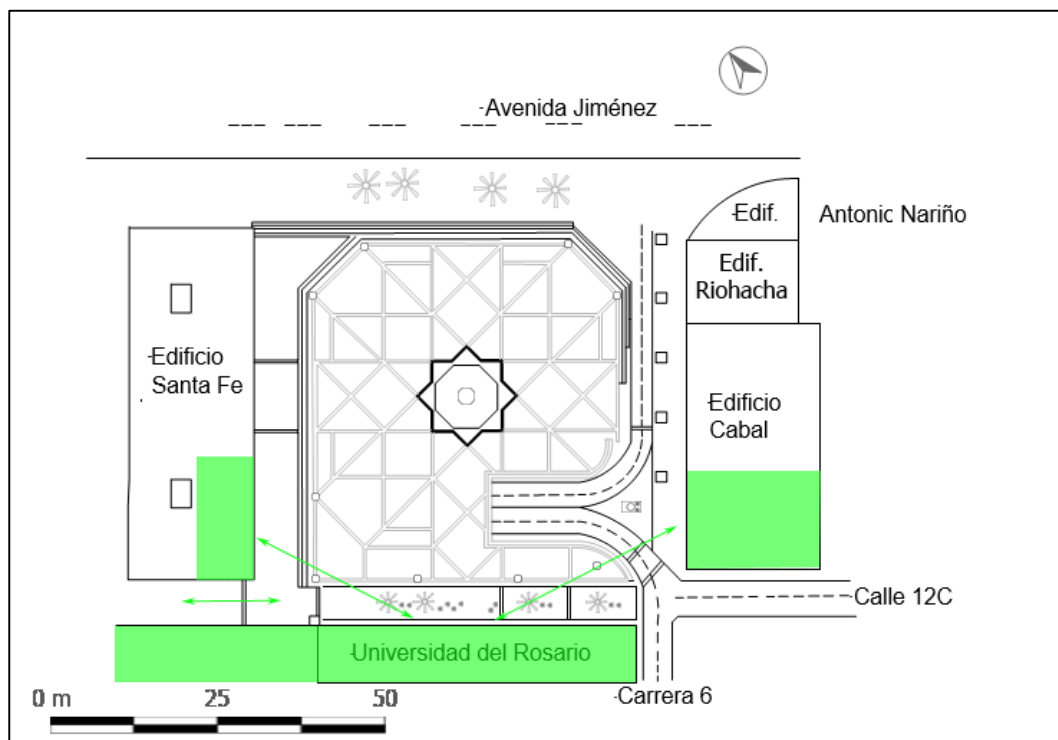 Avenida Jiménez
Edif.
Antonic Nariño
Edif.
Riohacha
Edificio
Santa Fe
Edificio
Cabal
Calle 12C
Universidad del Rosario
Carrera 6
0 m 25 50